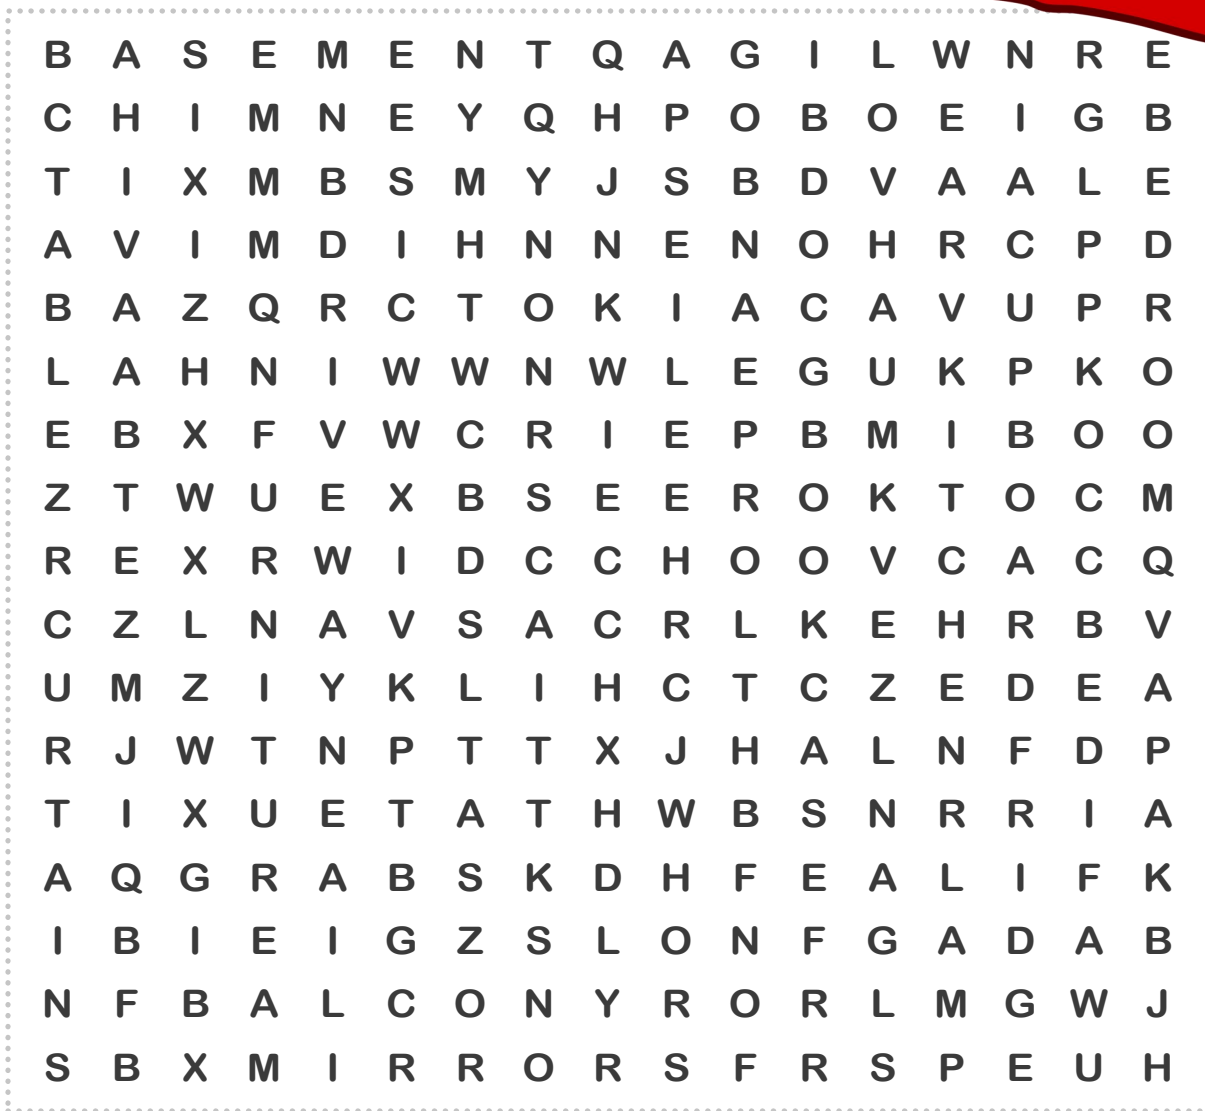 B A S E M E N T Q A G I L W N R E
C H I M N E Y Q H P O B O E I G B
T I X M B S M Y J S B D V A A L E
A V I M D I H N N E N O H R C P D
B A Z Q R C T O K I A C A V U P R
L A H N I W W N W L E G U K P K O
E B X F V W C R I E P B M I B O O
Z T W U E X B S E E R O K T O C M
R E X R W I D C C H O O V C A C Q
C Z L N A V S A C R L K E H R B V
U M Z I Y K L I H C T C Z E D E A
R J W T N P T T X J H A L N F D P
T I X U E T A T H W B S N R R I A
A Q G R A B S K D H F E A L I F K
I B I E I G Z S L O N F G A D A B
N F B A L C O N Y R O R L M G W J
S B X M I R R O R S F R S P E U H